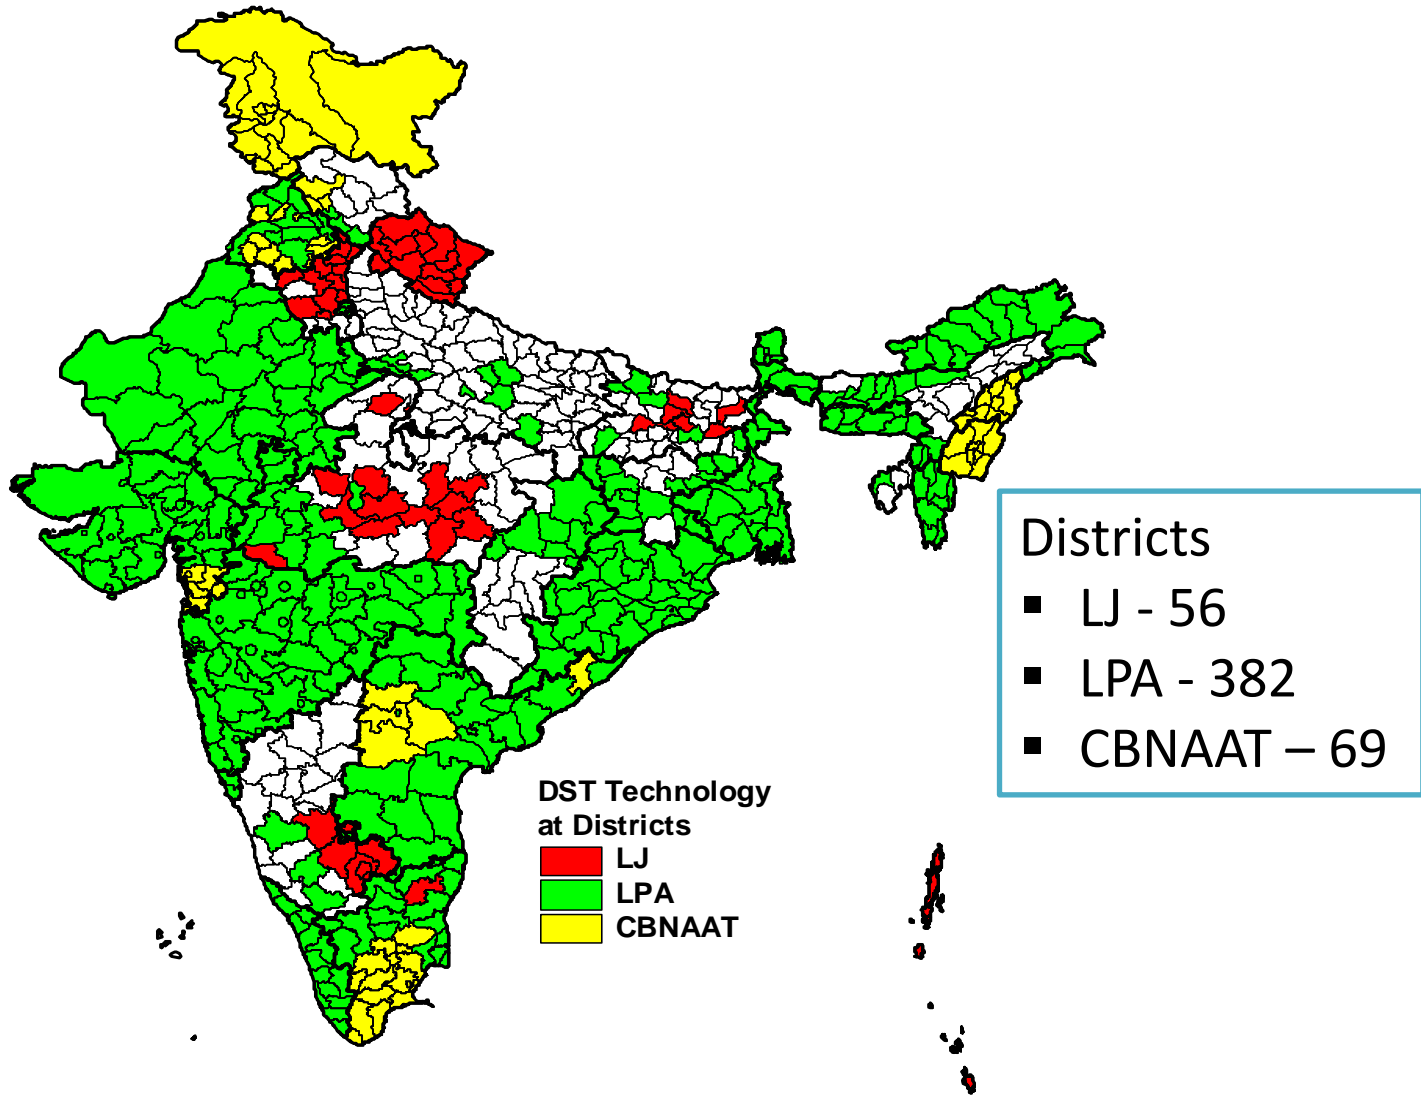 Districts
▪ LJ - 56
▪ LPA - 382
▪ CBNAAT – 69
DST Technology
at Districts
LJ
LPA
CBNAAT